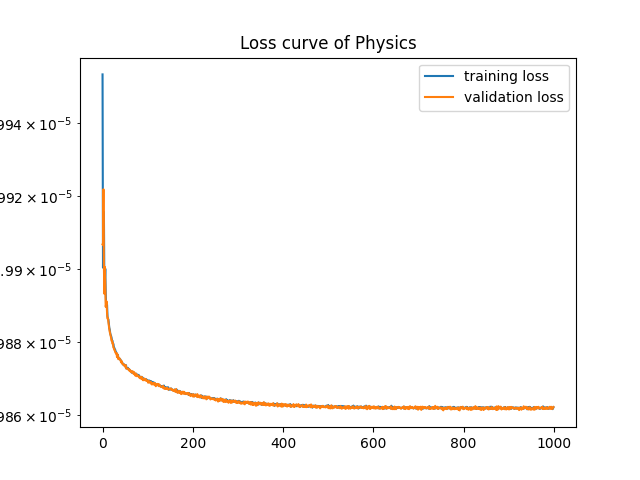 Loss curve of Physics
training loss
validation loss
994 × 10⁻⁵
992 × 10⁻⁵
.99 × 10⁻⁵
988 × 10⁻⁵
986 × 10⁻⁵
0 200 400 600 800 1000